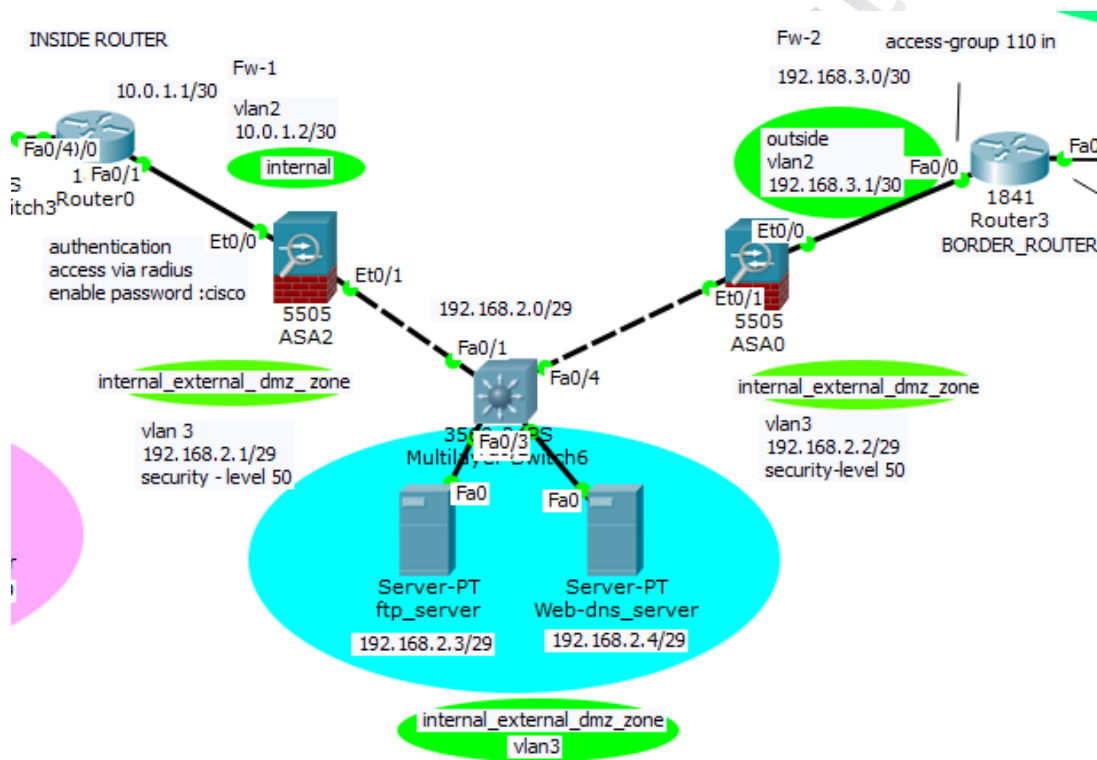 INSIDE ROUTER
Fw-1
10.0.1.1/30
vlan2
10.0.1.2/30
internal
Fa0/4
)/0
Fa0/1
1
S
itch3
Router0
Et0/0
authentication
access via radius
enable password :cisco
Et0/1
5505
ASA2
192.168.2.0/29
Fw-2
access-group 110 in
192.168.3.0/30
outside
vlan2
192.168.3.1/30
Fa0/0
Fa0
1841
Router3
BORDER_ROUTER
Et0/0
Et0/1
5505
ASA0
Fa0/1
Fa0/4
internal_external_ dmz_ zone
vlan 3
192.168.2.1/29
security - level 50
internal_external_dmz_zone
vlan3
192.168.2.2/29
security-level 50
Fa0/3
Fa0
Fa0
Server-PT
ftp_server
192.168.2.3/29
Server-PT
Web-dns_server
192.168.2.4/29
internal_external_dmz_zone
vlan3